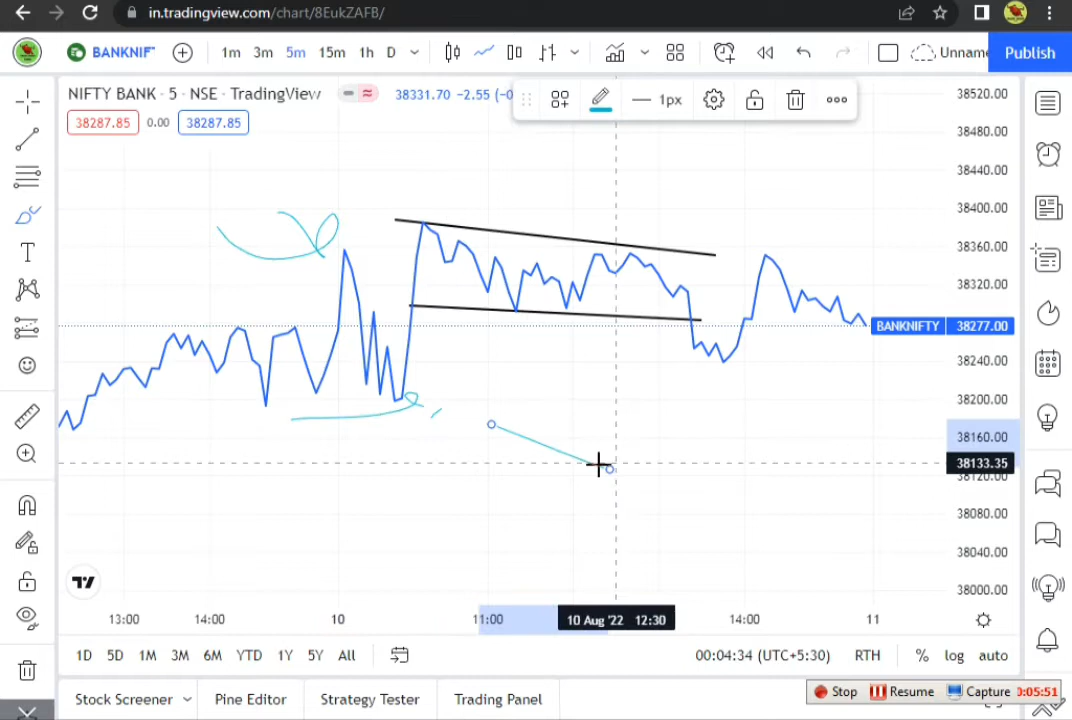 in.tradingview.com/chart/8EukZAFB/
BANKNIF 1m 3m 5m 15m 1h D Unname Publish
NIFTY BANK · 5 · NSE · TradingView 38331.70 −2.55 (−0
1px
38287.85 0.00 38287.85
38520.00
38480.00
38440.00
38400.00
38360.00
38320.00
BANKNIFTY 38277.00
38240.00
38200.00
38160.00
38133.35
38120.00
38080.00
38040.00
38000.00
13:00 14:00 10 11:00 10 Aug '22 12:30 14:00 11
1D 5D 1M 3M 6M YTD 1Y 5Y All 00:04:34 (UTC+5:30) RTH % log auto
Stock Screener Pine Editor Strategy Tester Trading Panel
Stop Resume Capture 0:05:51